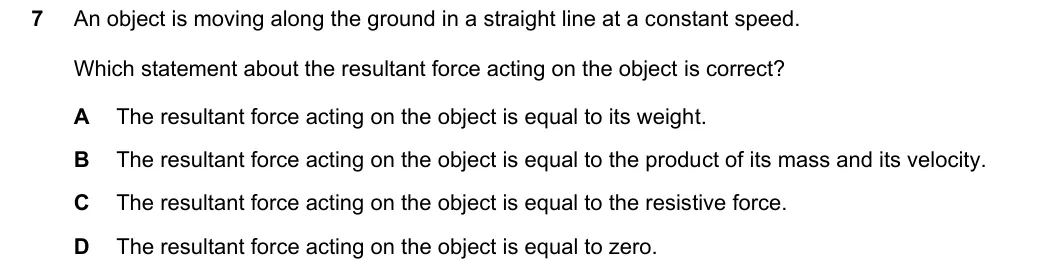 7 An object is moving along the ground in a straight line at a constant speed.
Which statement about the resultant force acting on the object is correct?
A The resultant force acting on the object is equal to its weight.
B The resultant force acting on the object is equal to the product of its mass and its velocity.
C The resultant force acting on the object is equal to the resistive force.
D The resultant force acting on the object is equal to zero.